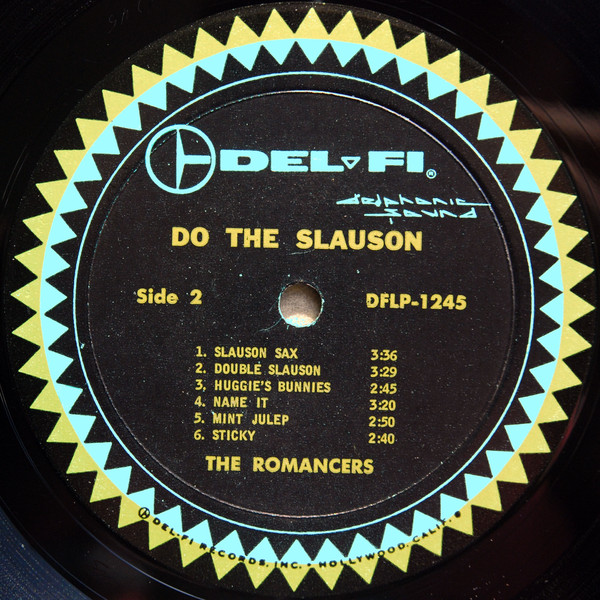 DEL-FI®
delphonic
sound
DO THE SLAUSON
Side 2
DFLP-1245
1. SLAUSON SAX 3:36
2. DOUBLE SLAUSON 3:29
3, HUGGIE'S BUNNIES 2:45
4. NAME IT 3:20
5. MINT JULEP 2:50
6. STICKY 2:40
THE ROMANCERS
DEL-FI RECORDS, INC. • HOLLYWOOD, CALIF.